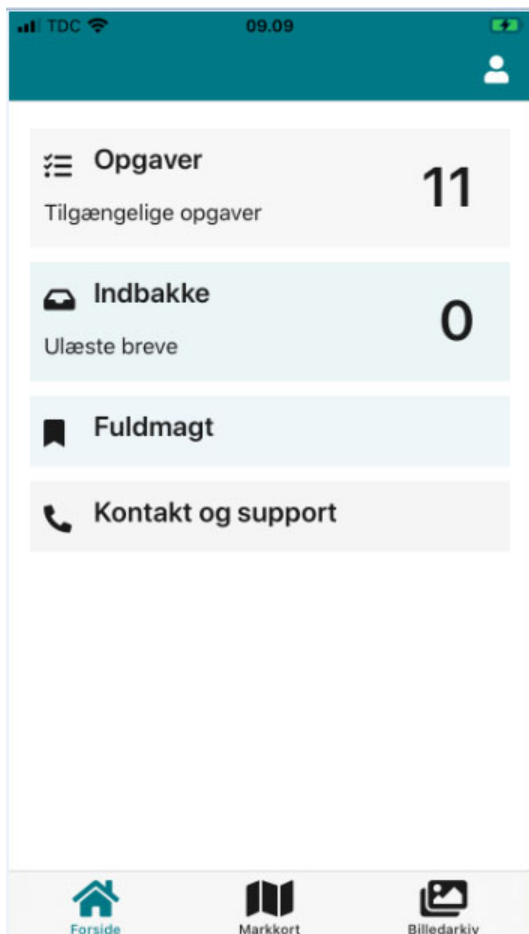 TDC 09.09
Opgaver
11
Tilgængelige opgaver
Indbakke
0
Ulæste breve
Fuldmagt
Kontakt og support
Forside Markkort Billedarkiv